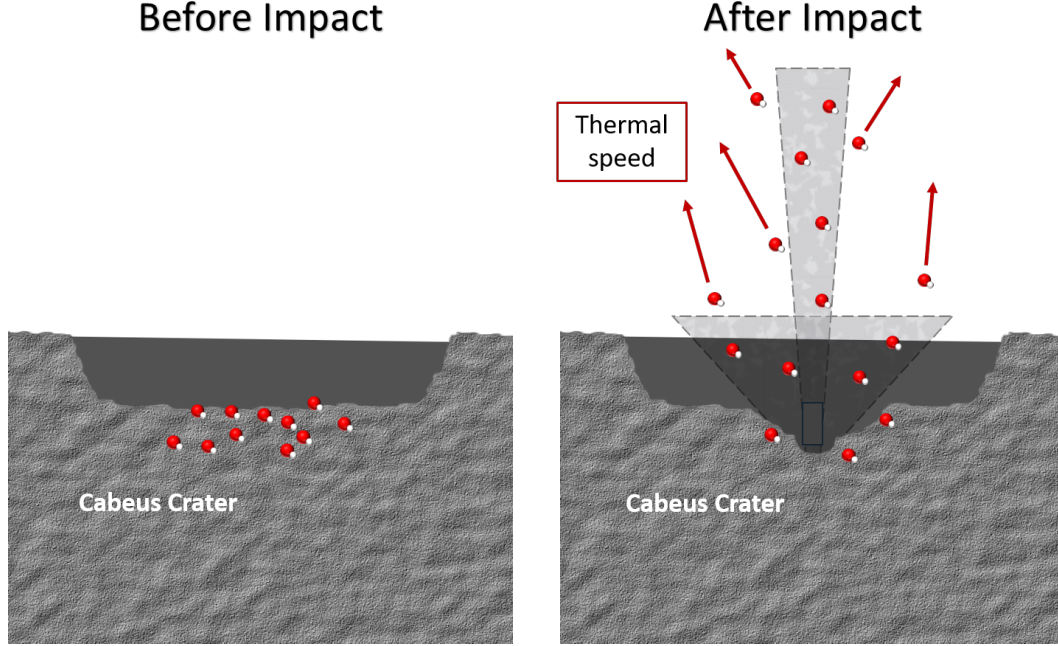 Before Impact
After Impact
Thermal
speed
Cabeus Crater
Cabeus Crater